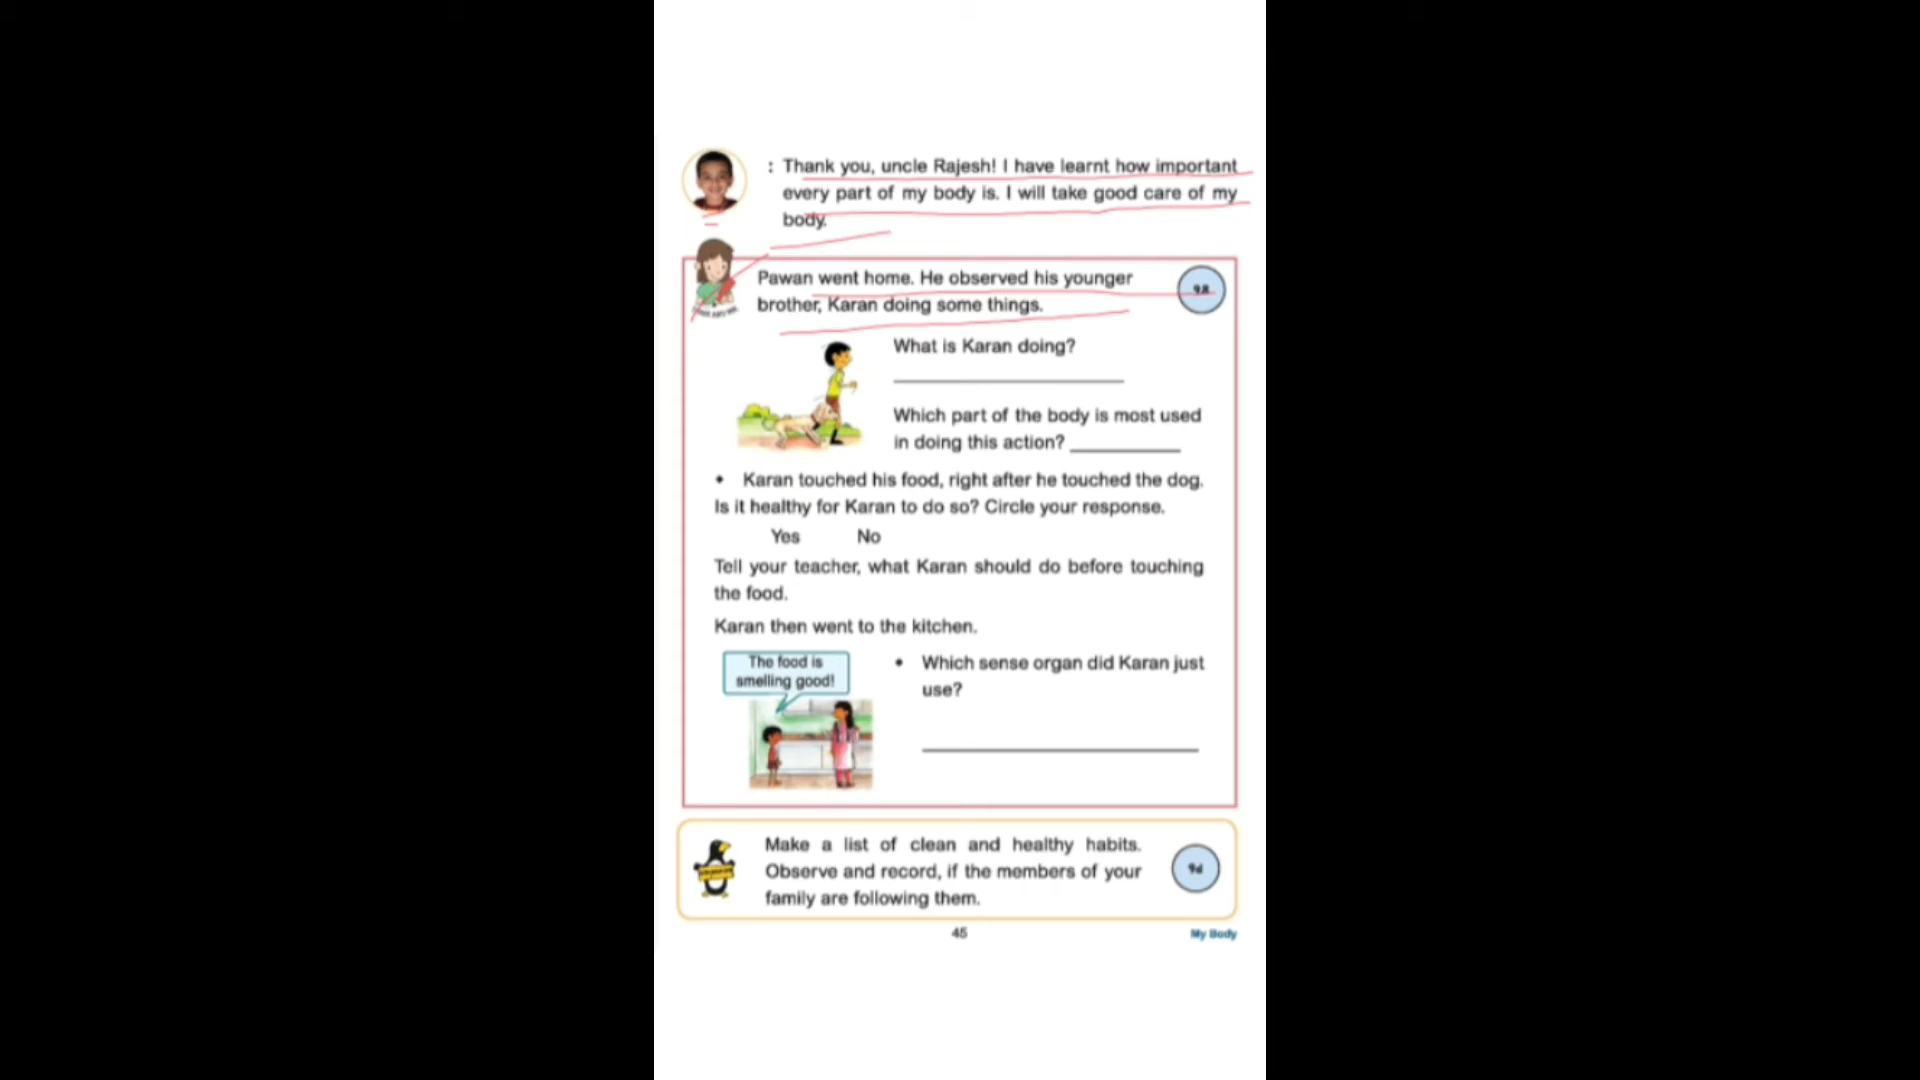 : Thank you, uncle Rajesh! I have learnt how important
every part of my body is. I will take good care of my
body.
Pawan went home. He observed his younger
brother, Karan doing some things.
What is Karan doing?
Which part of the body is most used
in doing this action?
• Karan touched his food, right after he touched the dog.
Is it healthy for Karan to do so? Circle your response.
Yes No
Tell your teacher, what Karan should do before touching
the food.
Karan then went to the kitchen.
The food is
smelling good!
• Which sense organ did Karan just
use?
Make a list of clean and healthy habits.
Observe and record, if the members of your
family are following them.
9d
45
My Body